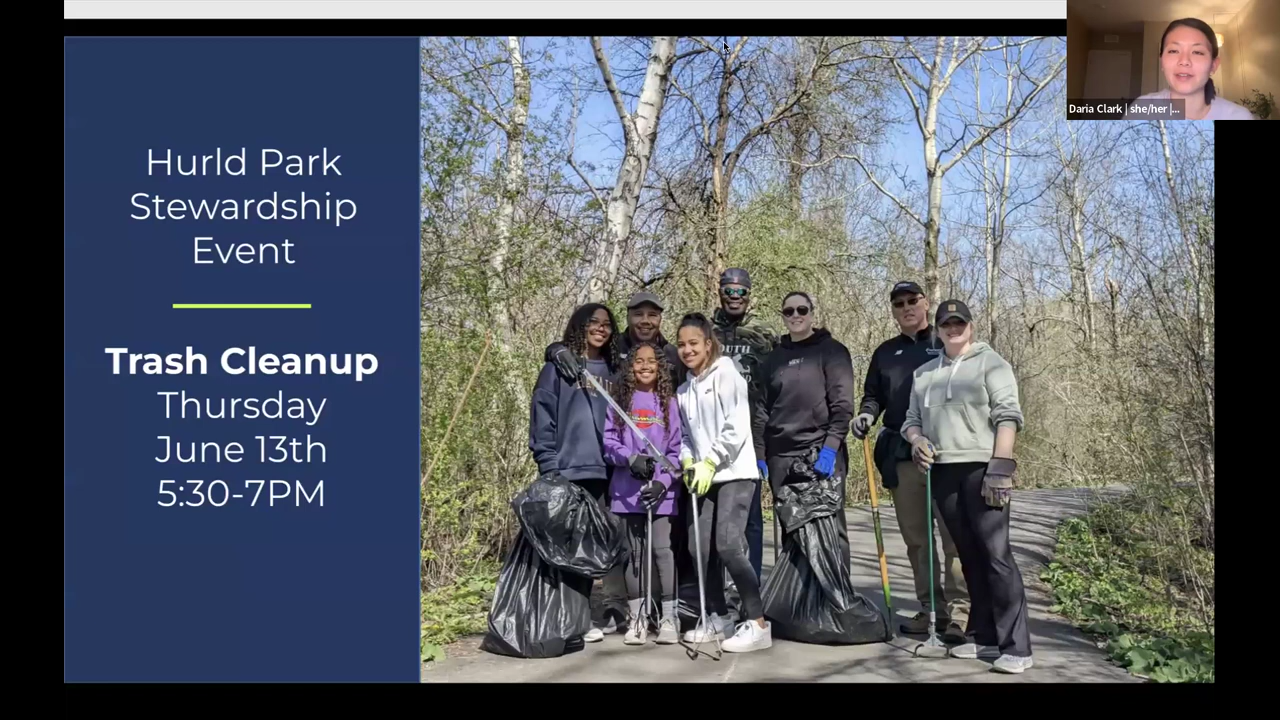 Hurld Park
Stewardship
Event
Trash Cleanup
Thursday
June 13th
5:30-7PM
Daria Clark | she/her |...